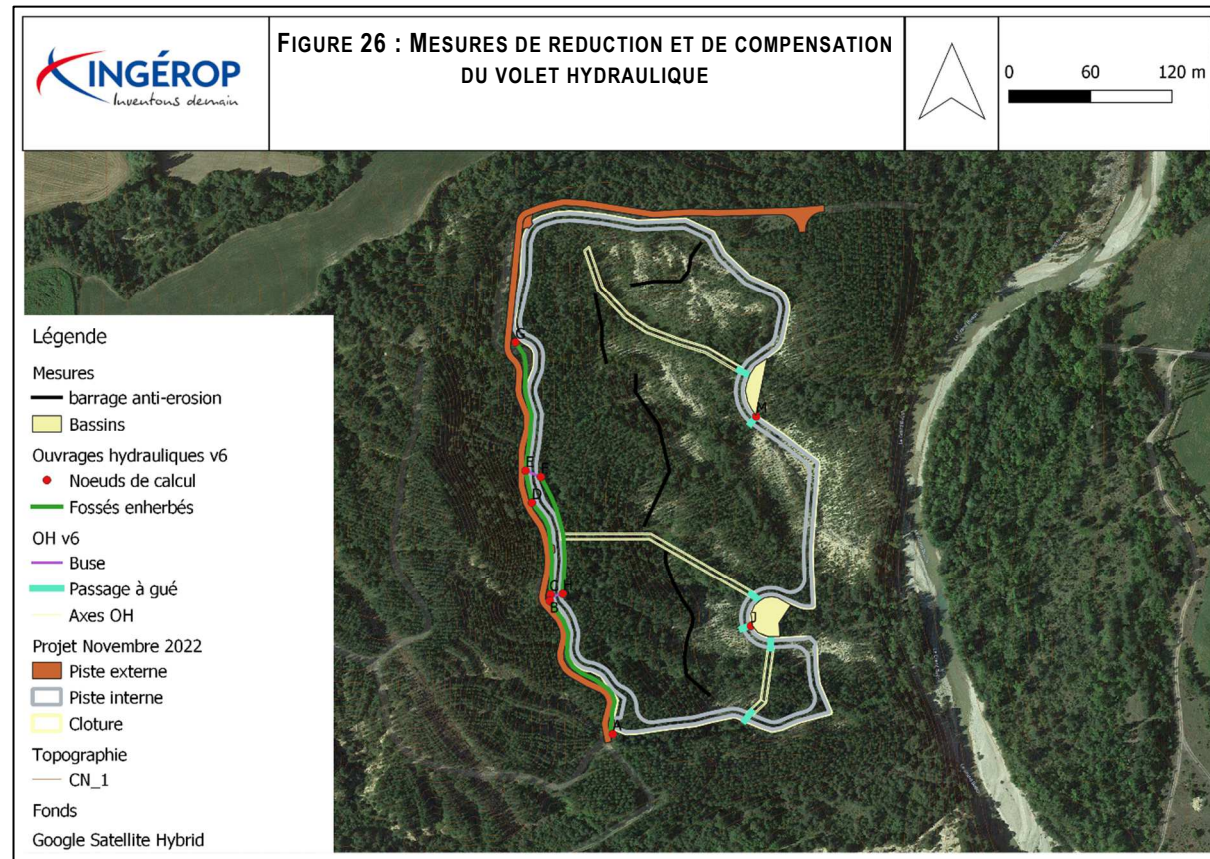 INGÉROP
Inventons demain
FIGURE 26 : MESURES DE REDUCTION ET DE COMPENSATION
DU VOLET HYDRAULIQUE
0 60 120 m
Légende
Mesures
barrage anti-erosion
Bassins
Ouvrages hydrauliques v6
Noeuds de calcul
Fossés enherbés
OH v6
Buse
Passage à gué
Axes OH
Projet Novembre 2022
Piste externe
Piste interne
Cloture
Topographie
CN_1
Fonds
Google Satellite Hybrid
G
M
E
D
H
B
J
A